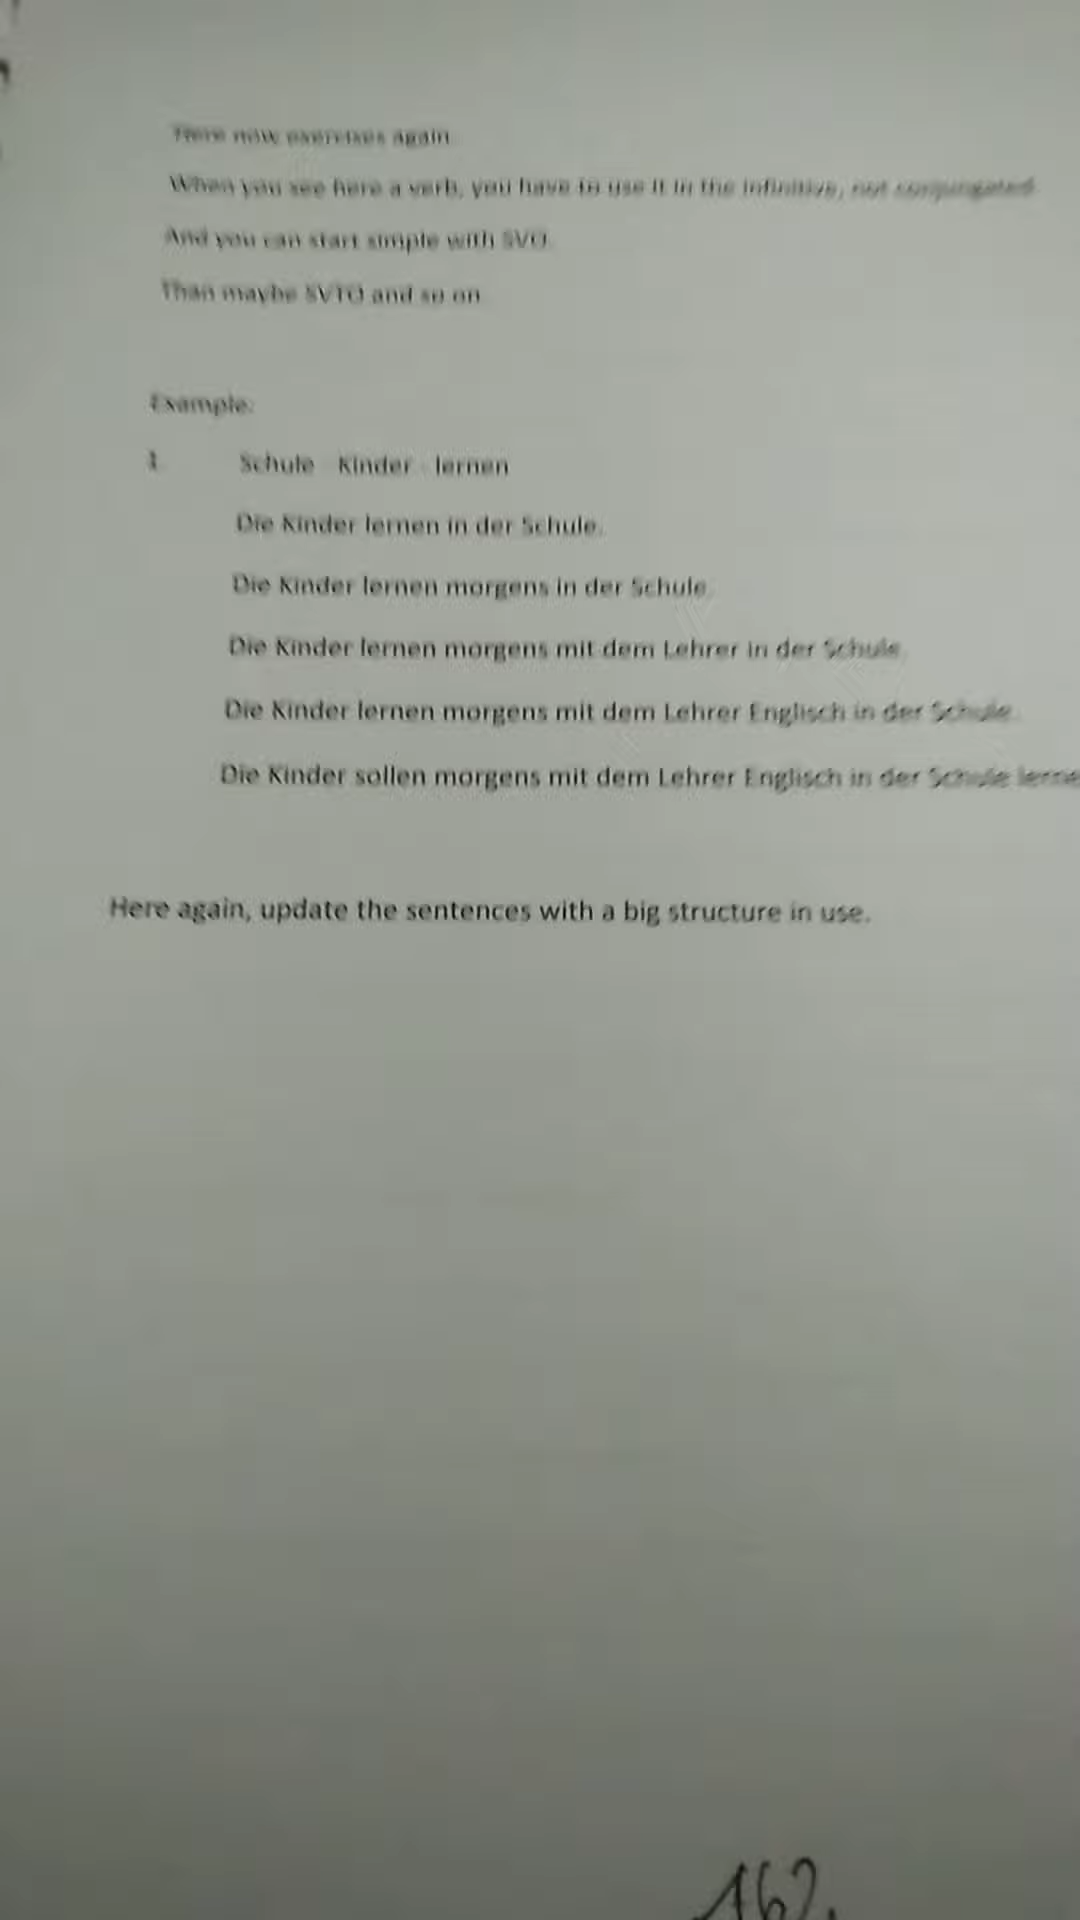 Here now exercises again
When you see here a verb, you have to use it in the infinitive, not
And you can start simple with SVO.
Than maybe SVTO and so on
Example:
1 Schule Kinder lernen
Die Kinder lernen in der Schule.
Die Kinder lernen morgens in der Schule.
Die Kinder lernen morgens mit dem Lehrer in der Schule.
Die Kinder lernen morgens mit dem Lehrer Englisch in der Schule.
Die Kinder sollen morgens mit dem Lehrer Englisch in der Schule lerne
Here again, update the sentences with a big structure in use.
162.